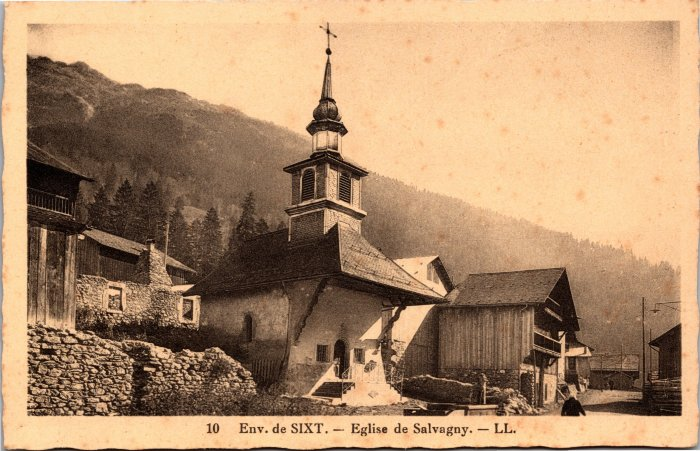 10 Env. de SIXT. — Eglise de Salvagny. — LL.